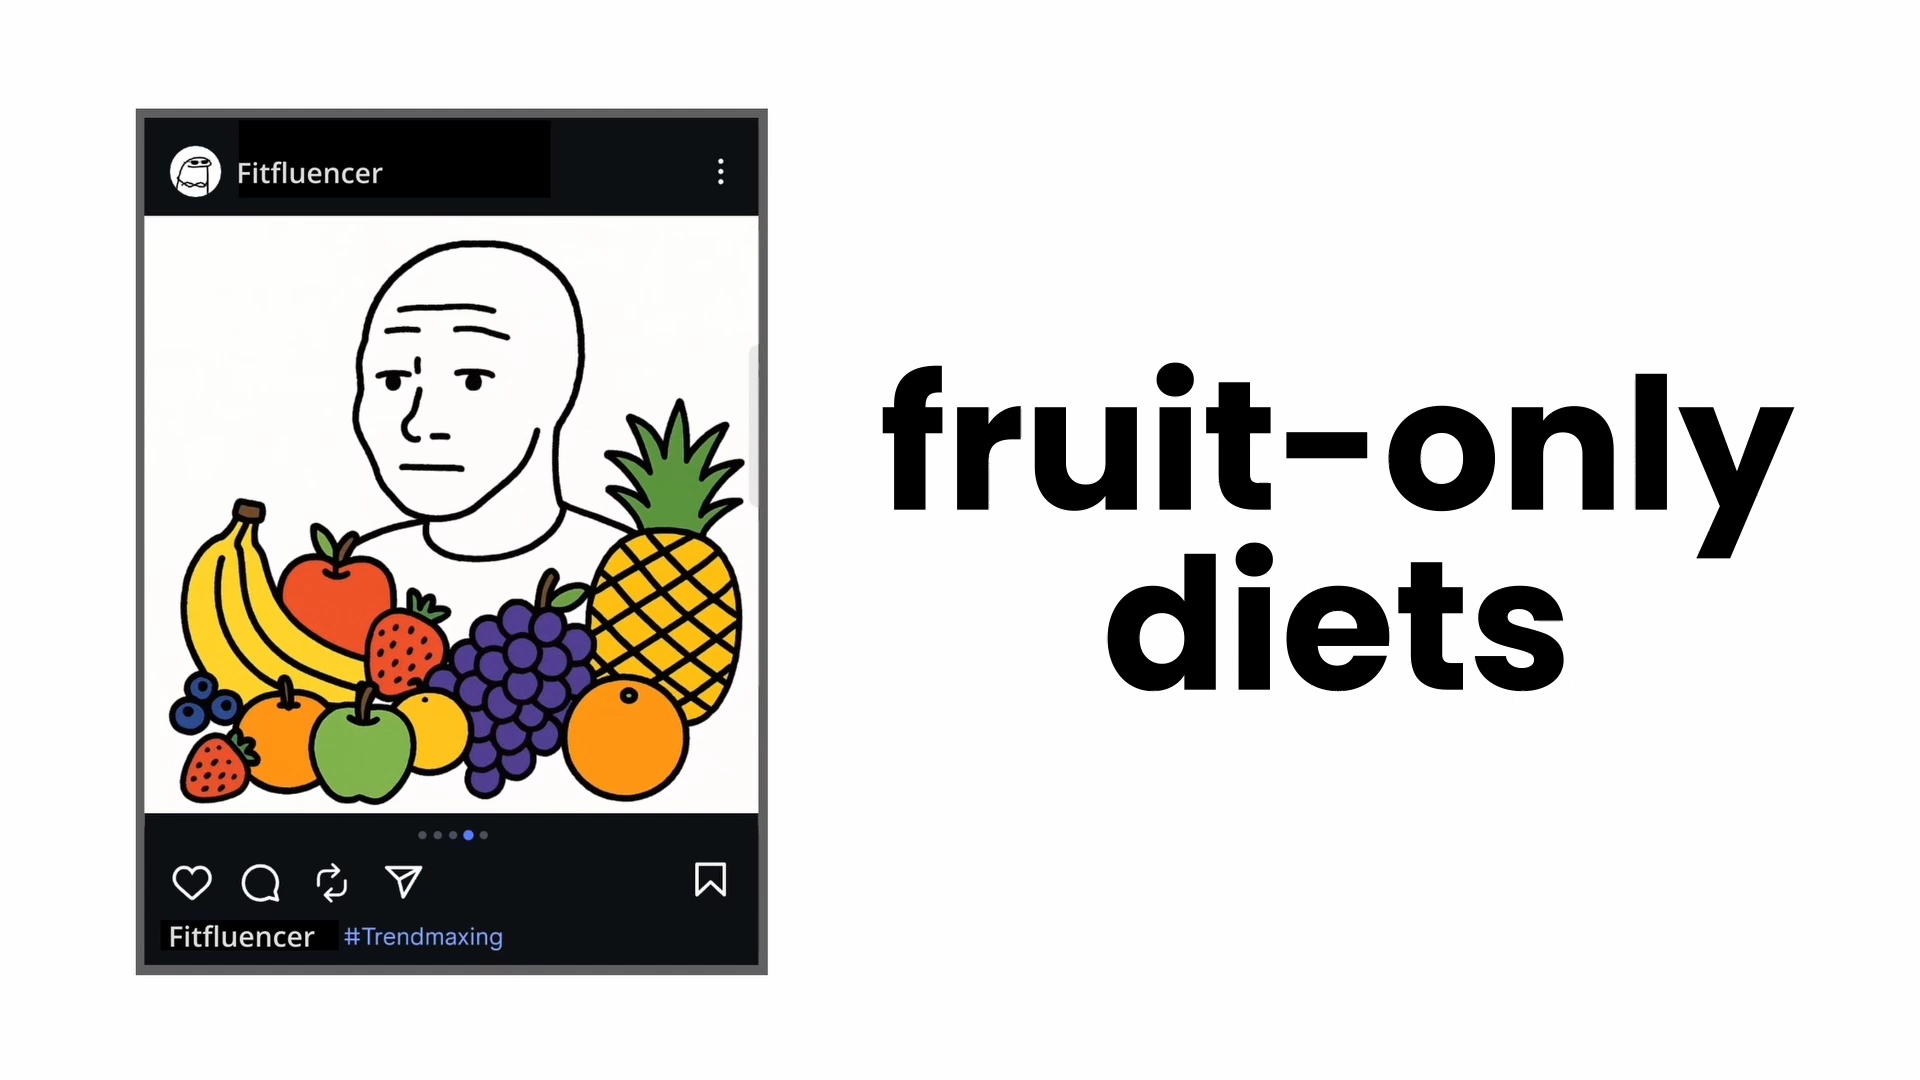 Fitfluencer
fruit-only
diets
Fitfluencer #Trendmaxing